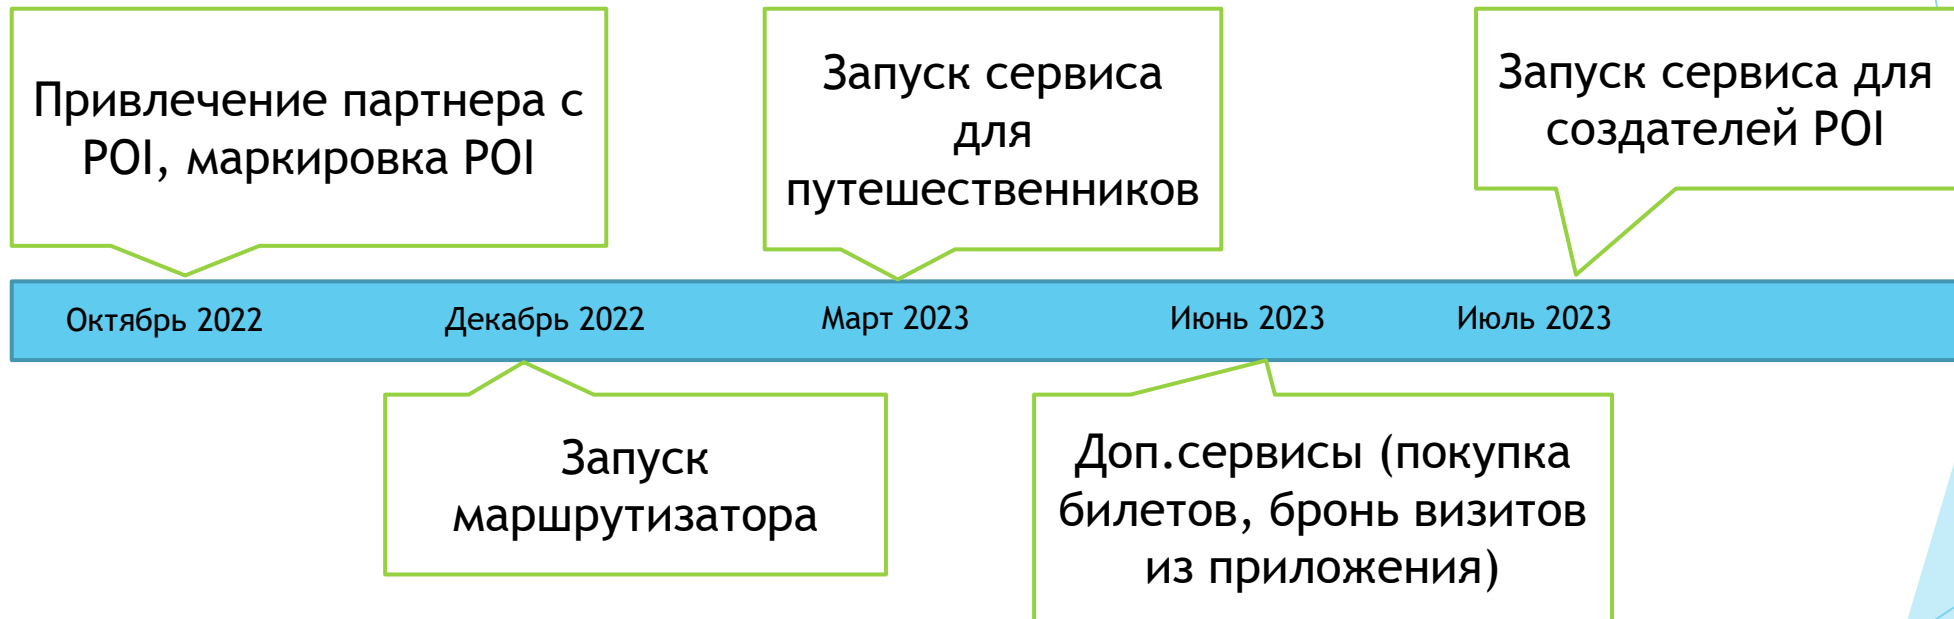 Привлечение партнера с
POI, маркировка POI
Запуск сервиса
для
путешественников
Запуск сервиса для
создателей POI
Октябрь 2022
Декабрь 2022
Март 2023
Июнь 2023
Июль 2023
Запуск
маршрутизатора
Доп.сервисы (покупка
билетов, бронь визитов
из приложения)